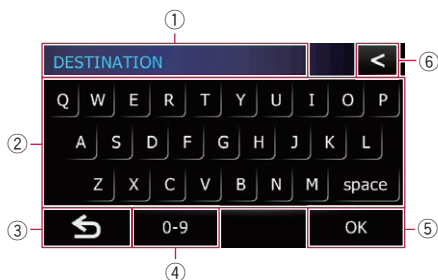 ①
DESTINATION < ⑥
② Q W E R T Y U I O P
A S D F G H J K L
Z X C V B N M space
③ 0-9 OK ⑤
④